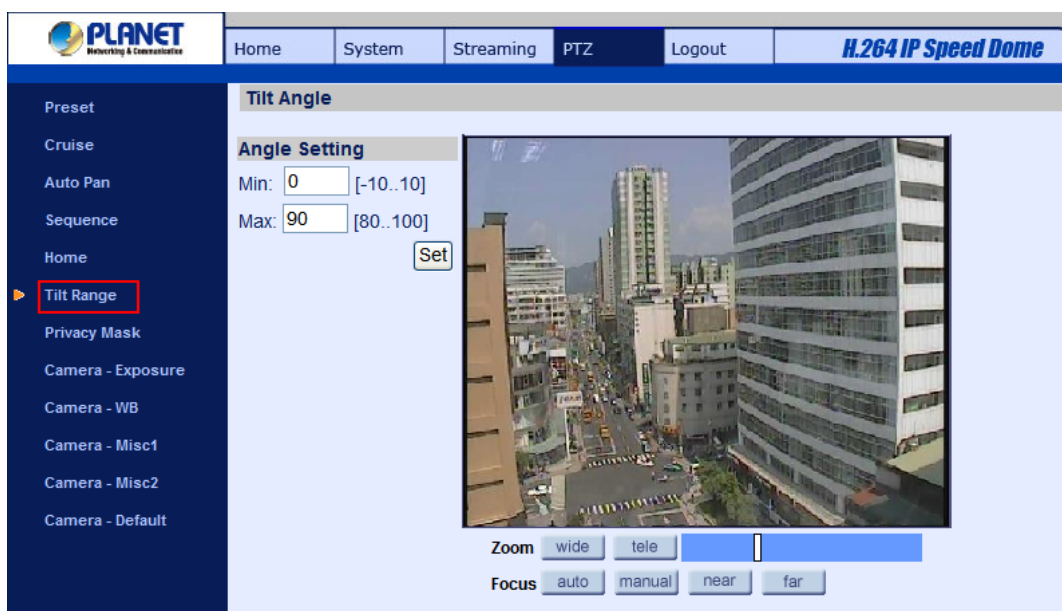 PLANET
Networking & Communication
Home System Streaming PTZ Logout H.264 IP Speed Dome
Preset
Cruise
Auto Pan
Sequence
Home
Tilt Range
Privacy Mask
Camera - Exposure
Camera - WB
Camera - Misc1
Camera - Misc2
Camera - Default
Tilt Angle
Angle Setting
Min: 0 [-10..10]
Max: 90 [80..100]
Set
Zoom wide tele
Focus auto manual near far